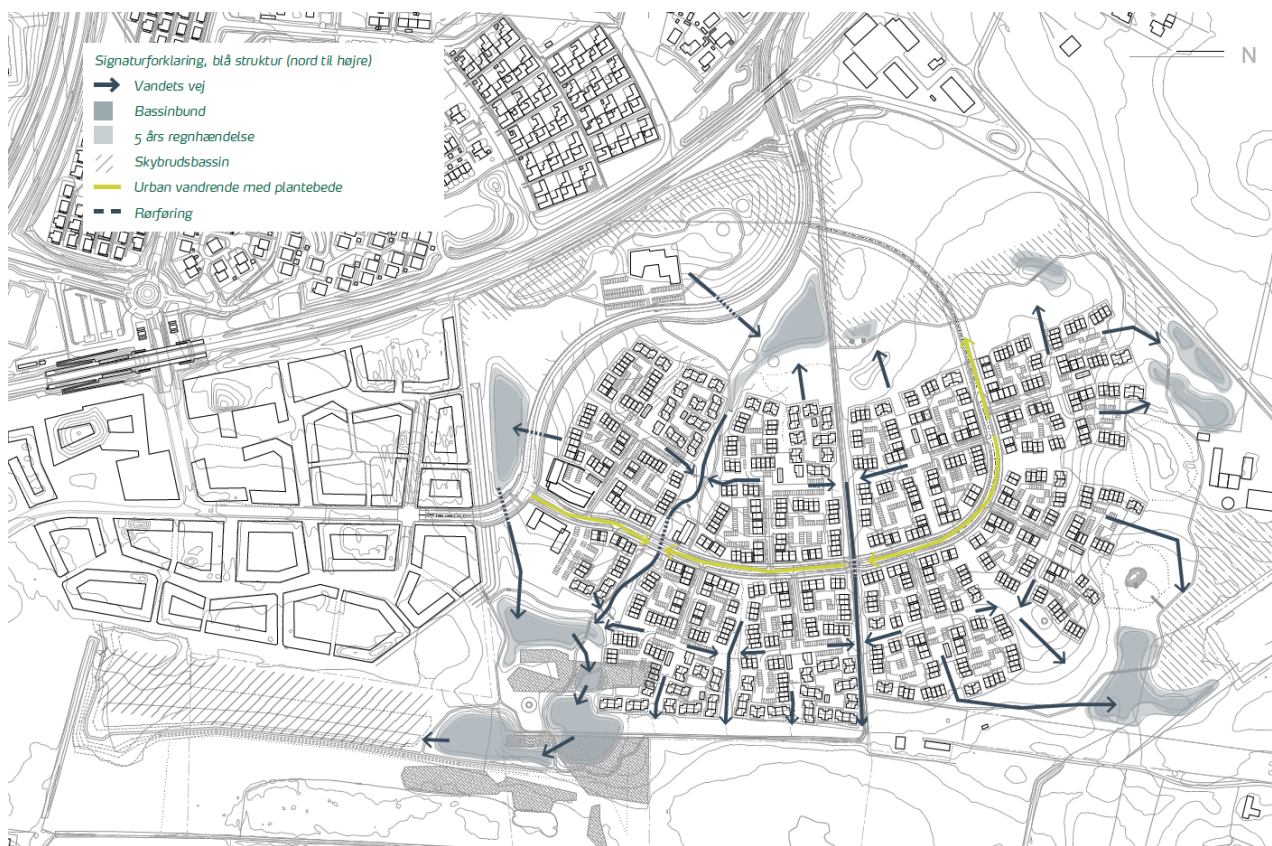 Signaturforklaring, blå struktur (nord til højre)
Vandets vej
Bassinbund
5 års regnhændelse
Skybrudsbassin
Urban vandrende med plantebede
Rørføring
N